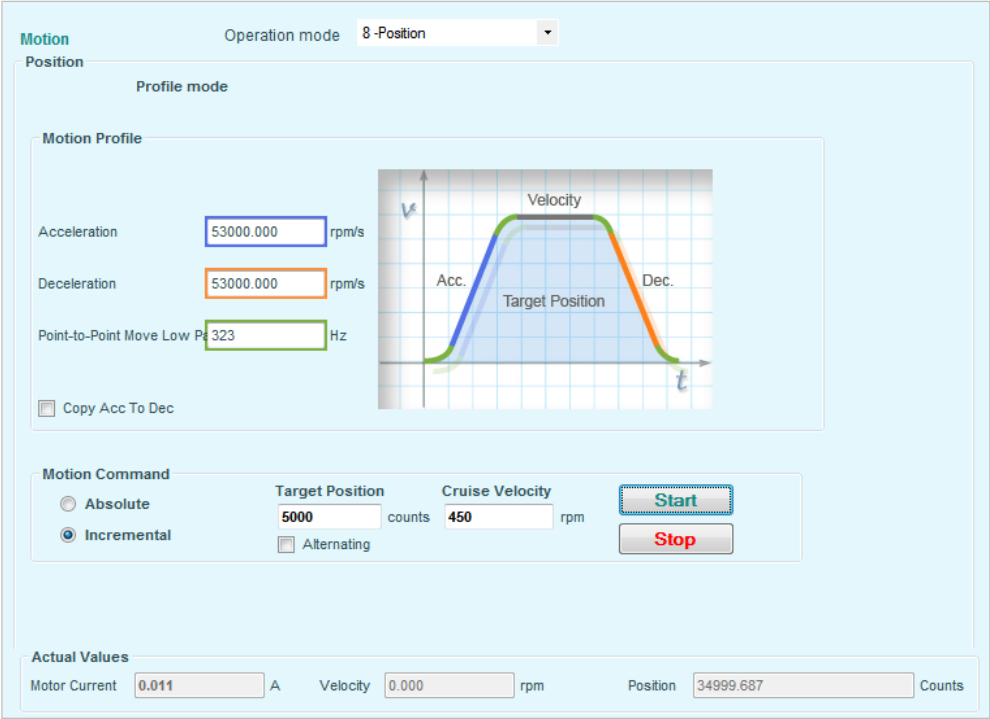 Motion
Operation mode 8 -Position
Position
Profile mode
Motion Profile
Acceleration 53000.000 rpm/s
Deceleration 53000.000 rpm/s
Point-to-Point Move Low Pa 323 Hz
Copy Acc To Dec
v
Velocity
Acc.
Dec.
Target Position
t
Motion Command
Absolute
Incremental
Target Position
5000 counts
Alternating
Cruise Velocity
450 rpm
Start
Stop
Actual Values
Motor Current 0.011 A Velocity 0.000 rpm Position 34999.687 Counts